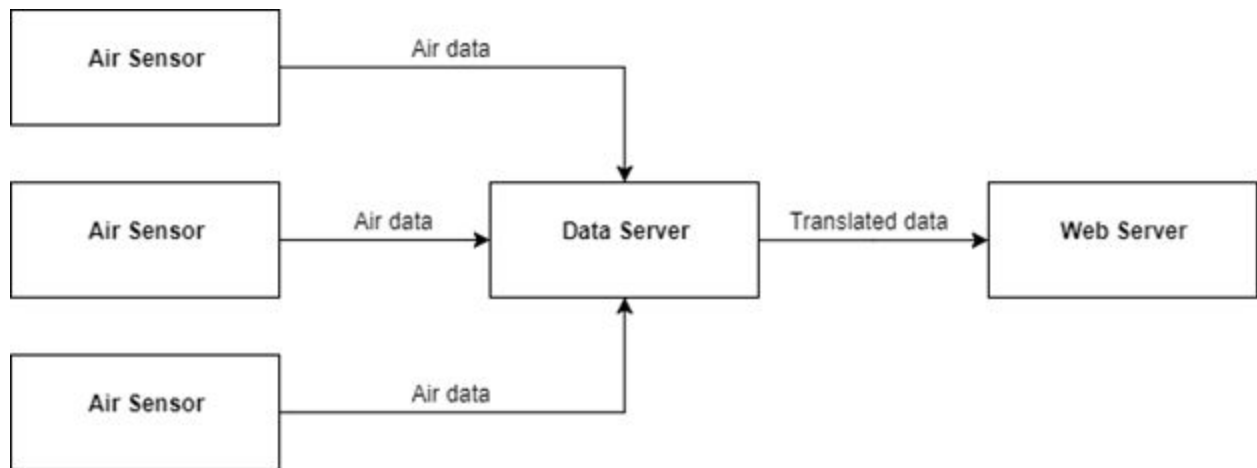 Air Sensor
Air data
Air Sensor
Air data
Data Server
Translated data
Web Server
Air Sensor
Air data